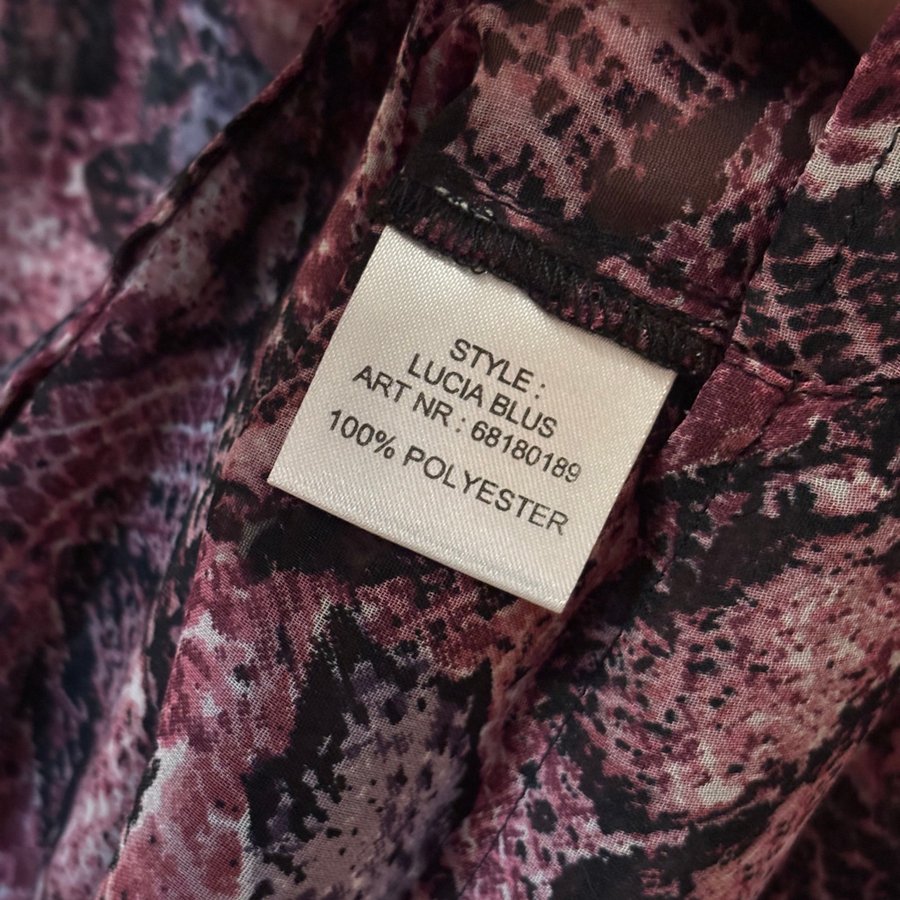 STYLE :
LUCIA BLUS
ART NR : 68180189
100% POLYESTER